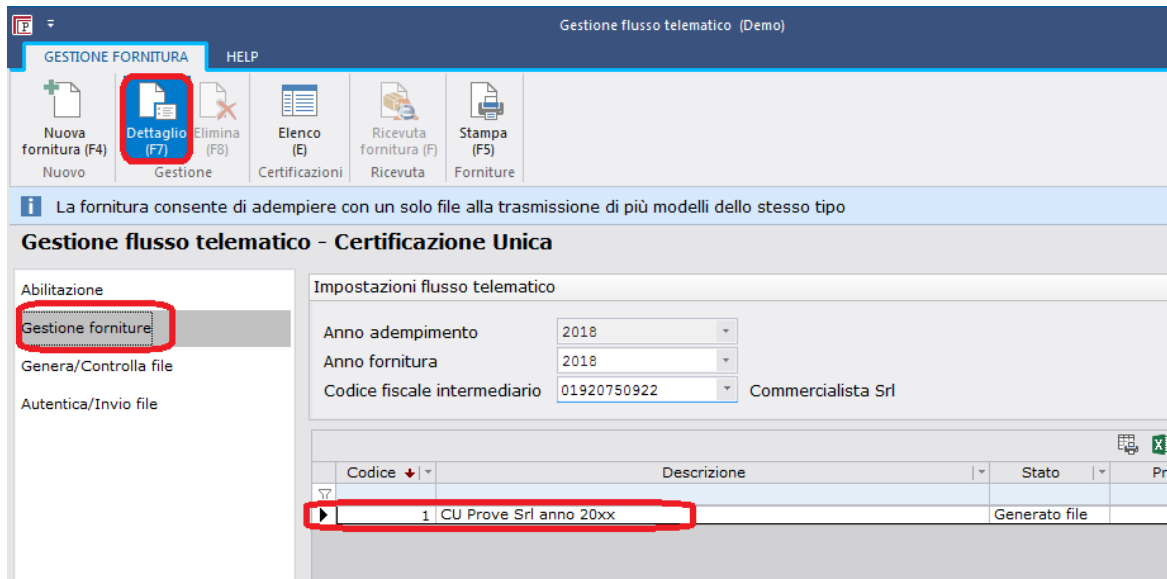 Gestione flusso telematico (Demo)
GESTIONE FORNITURA HELP
Nuova fornitura (F4)
Dettaglio (F7)
Elimina (F8)
Elenco (E)
Ricevuta fornitura (F)
Stampa (F5)
Nuovo Gestione Certificazioni Ricevuta Forniture
La fornitura consente di adempiere con un solo file alla trasmissione di più modelli dello stesso tipo
Gestione flusso telematico - Certificazione Unica
Abilitazione
Gestione forniture
Genera/Controlla file
Autentica/Invio file
Impostazioni flusso telematico
Anno adempimento 2018
Anno fornitura 2018
Codice fiscale intermediario 01920750922 Commercialista Srl
Codice Descrizione Stato Pr
1 CU Prove Srl anno 20xx Generato file